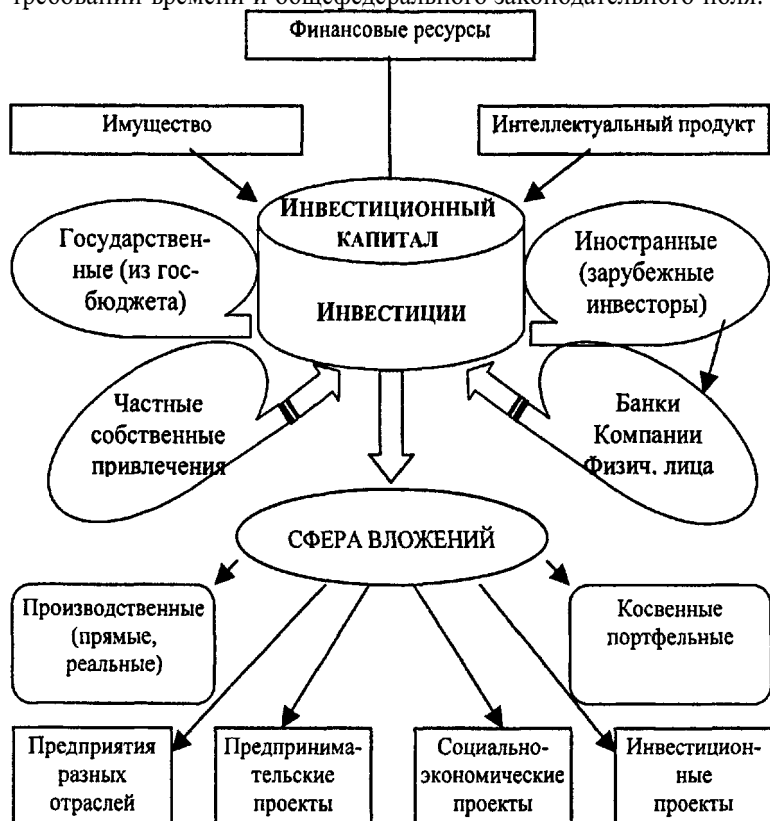 требований времени и общефедерального законодательного поля.
Финансовые ресурсы
Имущество
Интеллектуальный продукт
ИНВЕСТИЦИОННЫЙ
КАПИТАЛ
Государствен-
ные (из гос-
бюджета)
Иностранные
(зарубежные
инвесторы)
ИНВЕСТИЦИИ
Частные
собственные
привлечения
Банки
Компании
Физич. лица
СФЕРА ВЛОЖЕНИЙ
Производственные
(прямые,
реальные)
Косвенные
портфельные
Предприятия
разных
отраслей
Предпринима-
тельские
проекты
Социально-
экономические
проекты
Инвестицион-
ные
проекты